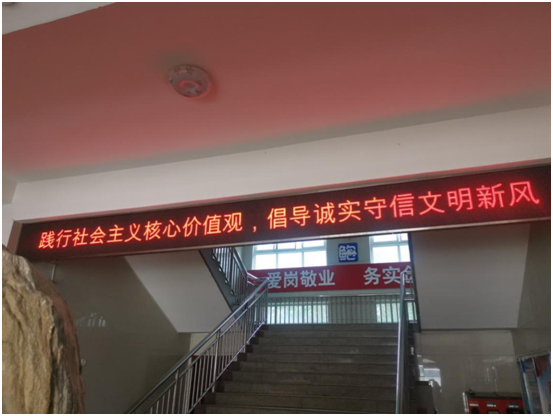 践行社会主义核心价值观，倡导诚实守信文明新风
爱岗敬业 务实